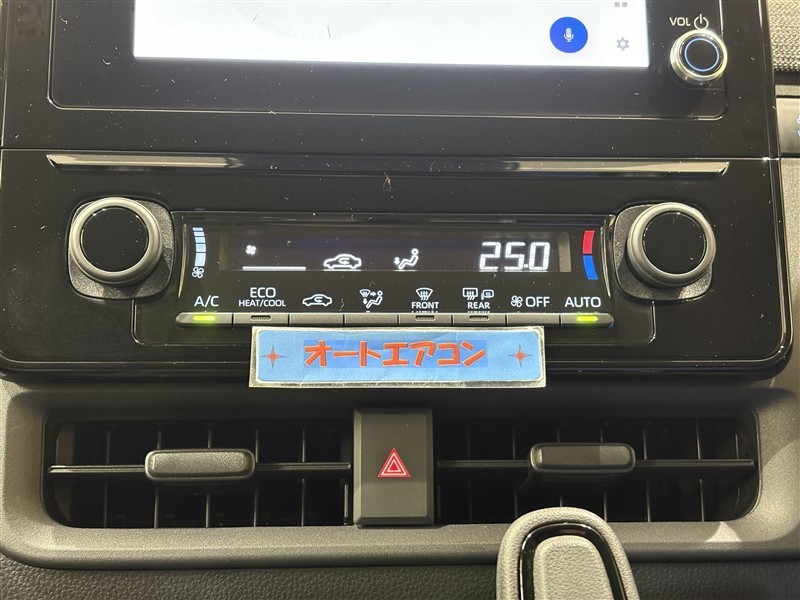 VOL
25.0
A/C
ECO
HEAT/COOL
FRONT
REAR
OFF
AUTO
オートエアコン